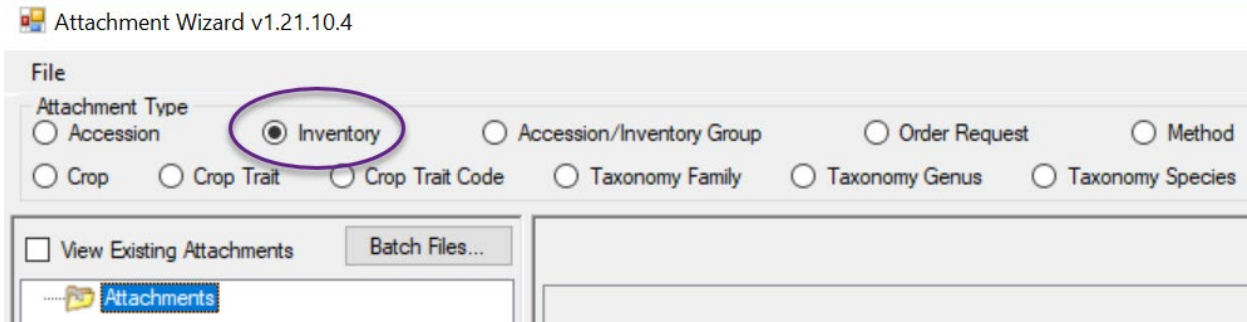 Attachment Wizard v1.21.10.4
File
Attachment Type
Accession Inventory Accession/Inventory Group Order Request Method
Crop Crop Trait Crop Trait Code Taxonomy Family Taxonomy Genus Taxonomy Species
View Existing Attachments Batch Files...
Attachments